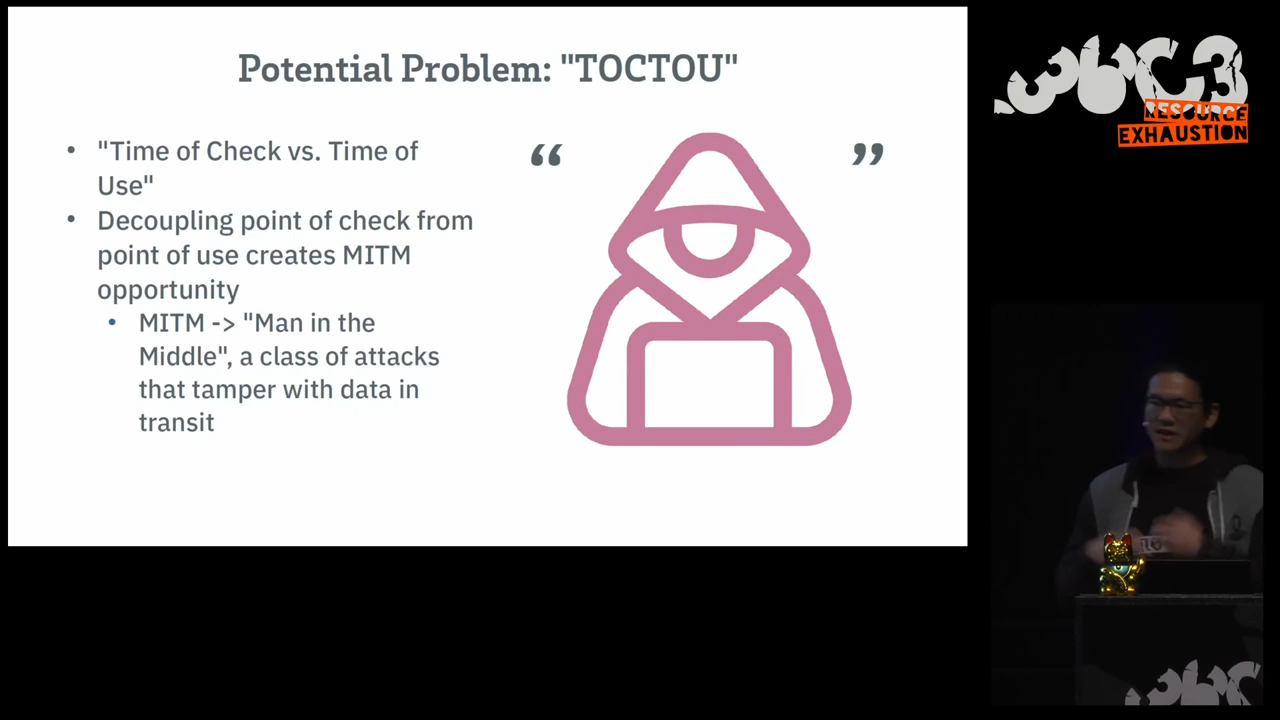 Potential Problem: "TOCTOU"
• "Time of Check vs. Time of
Use"
• Decoupling point of check from
point of use creates MITM
opportunity
• MITM -> "Man in the
Middle", a class of attacks
that tamper with data in
transit
“ ”
36C3
RESOURCE
EXHAUSTION
36C